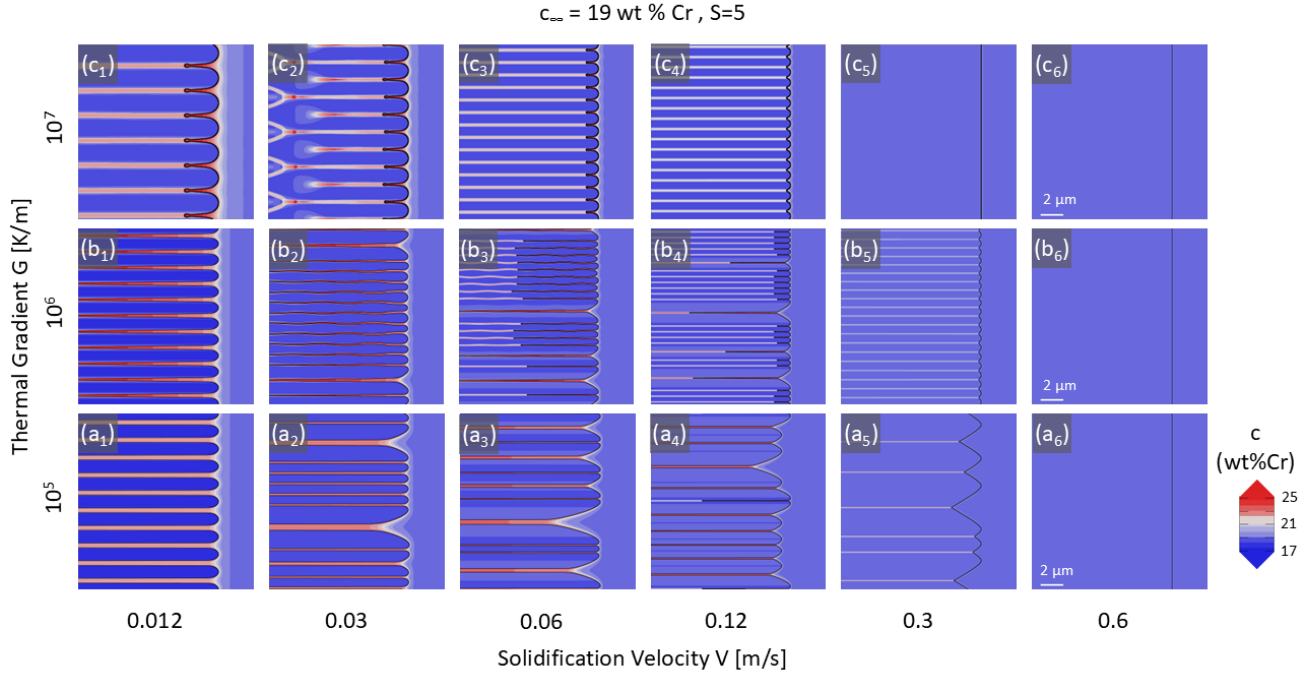 c∞ = 19 wt % Cr , S=5
Thermal Gradient G [K/m]
10⁷
(c₁) (c₂) (c₃) (c₄) (c₅) (c₆)
2 µm
10⁶
(b₁) (b₂) (b₃) (b₄) (b₅) (b₆)
2 µm
10⁵
(a₁) (a₂) (a₃) (a₄) (a₅) (a₆)
2 µm
c
(wt%Cr)
25
23
21
19
17
0.012 0.03 0.06 0.12 0.3 0.6
Solidification Velocity V [m/s]